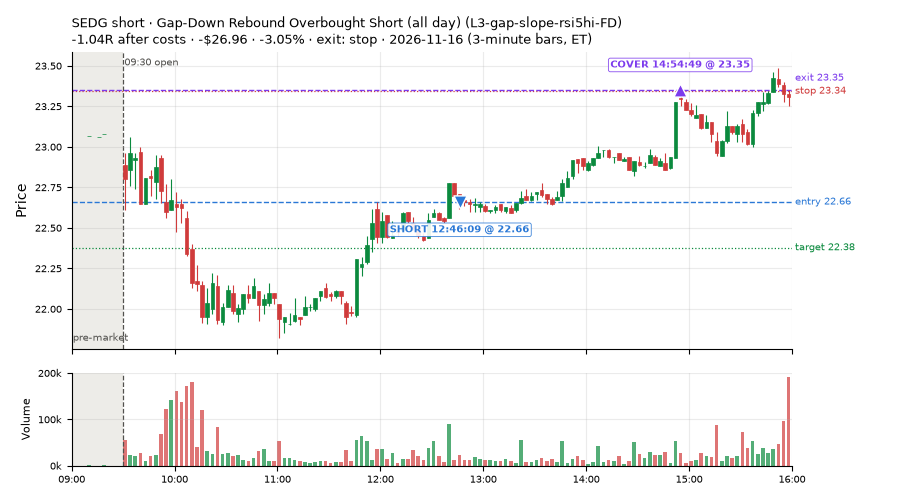 SEDG short · Gap-Down Rebound Overbought Short (all day) (L3-gap-slope-rsi5hi-FD)
-1.04R after costs · -$26.96 · -3.05% · exit: stop · 2026-11-16 (3-minute bars, ET)
COVER 14:54:49 @ 23.35
09:30 open
23.50
exit 23.35
stop 23.34
23.25
23.00
22.75
entry 22.66
SHORT 12:46:09 @ 22.66
22.50
target 22.38
22.25
22.00
pre-market
Price
200k
100k
0k
Volume
09:00
10:00
11:00
12:00
13:00
14:00
15:00
16:00